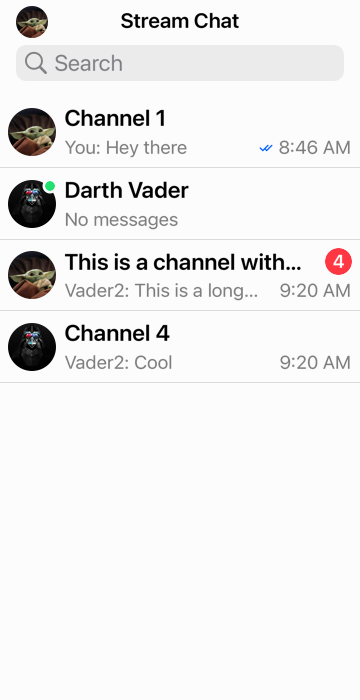 Stream Chat
Search
Channel 1
You: Hey there 8:46 AM
Darth Vader
No messages
This is a channel with... 4
Vader2: This is a long... 9:20 AM
Channel 4
Vader2: Cool 9:20 AM